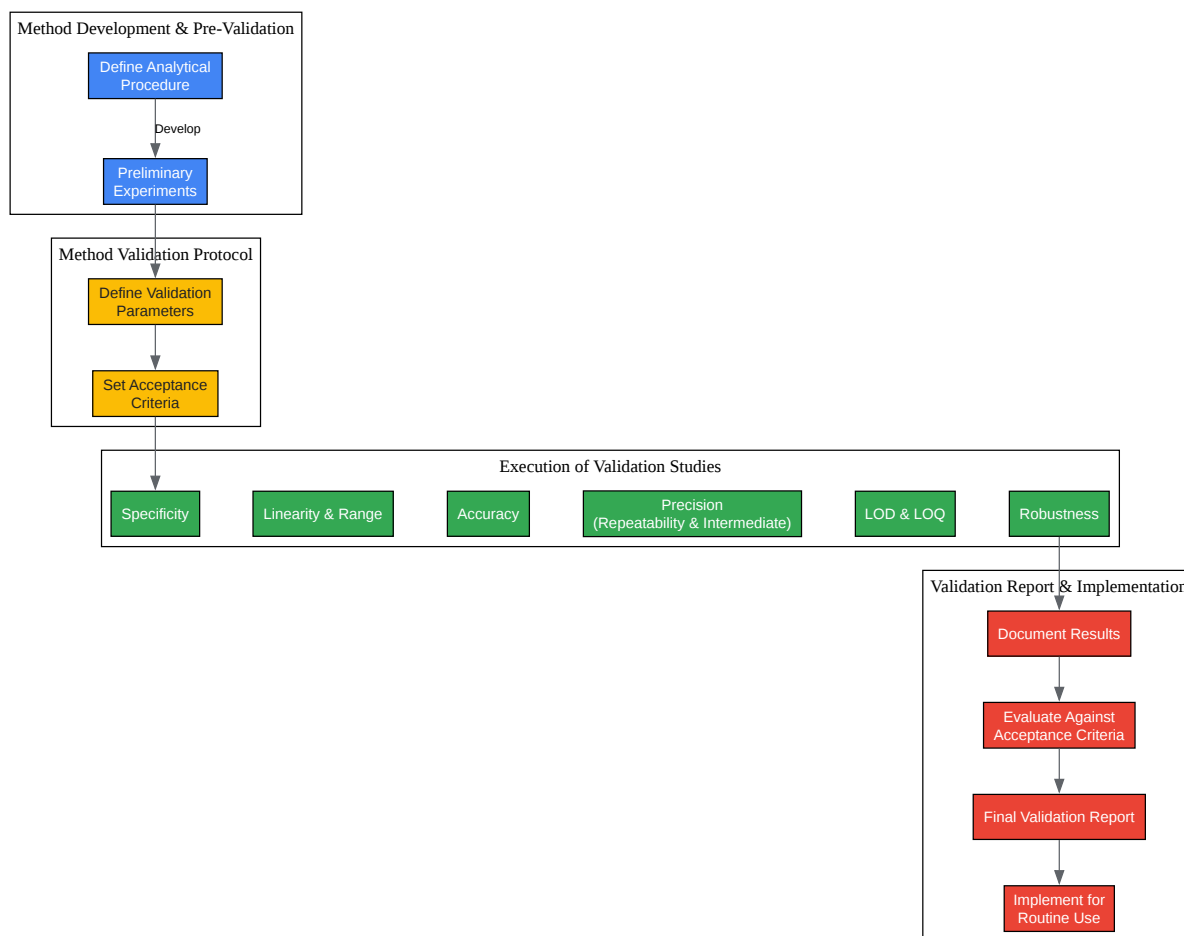 Method Development & Pre-Validation
Define Analytical
Procedure
Develop
Preliminary
Experiments
Method Validation Protocol
Define Validation
Parameters
Set Acceptance
Criteria
Execution of Validation Studies
Specificity
Linearity & Range
Accuracy
Precision
(Repeatability & Intermediate)
LOD & LOQ
Robustness
Validation Report & Implementation
Document Results
Evaluate Against
Acceptance Criteria
Final Validation Report
Implement for
Routine Use